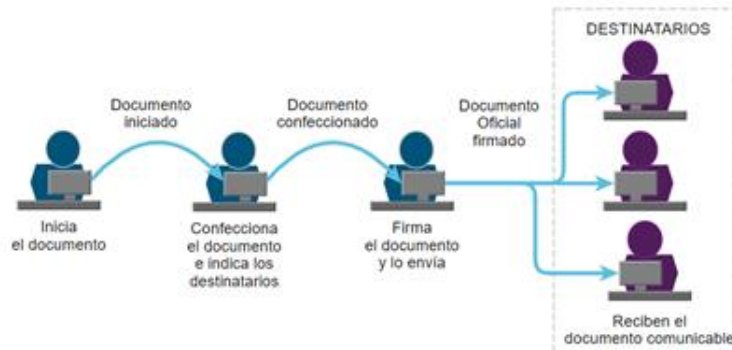 DESTINATARIOS
Documento
iniciado
Documento
confeccionado
Documento
Oficial
firmado
Inicia
el documento
Confecciona
el documento
e indica los
destinatarios
Firma
el documento
y lo envía
Reciben el
documento comunicable